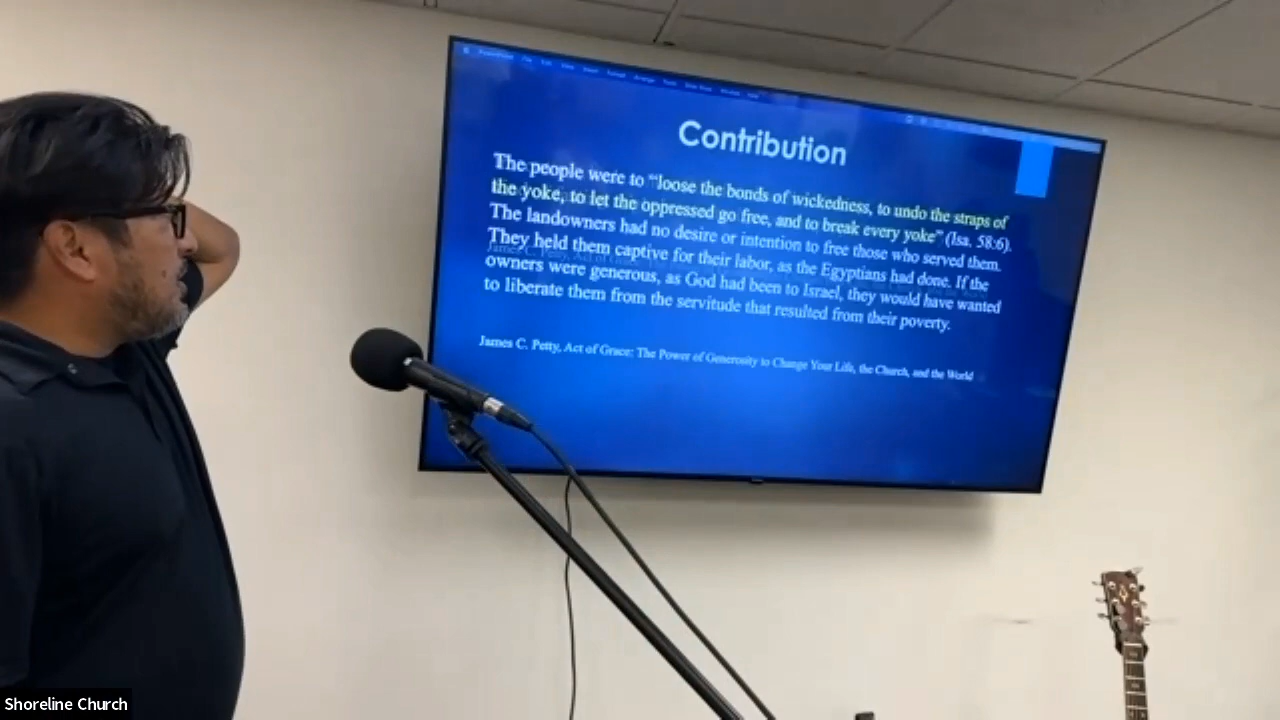 Contribution
The people were to “‘loose the bonds of wickedness, to undo the straps of
the yoke, to let the oppressed go free, and to break every yoke” (Isa. 58:6).
The landowners had no desire or intention to free those who served them.
They held them captive for their labor, as the Egyptians had done. If the
owners were generous, as God had been to Israel, they would have wanted
to liberate them from the servitude that resulted from their poverty.
James C. Petty, Act of Grace: The Power of Generosity to Change Your Life, the Church, and the World
Shoreline Church